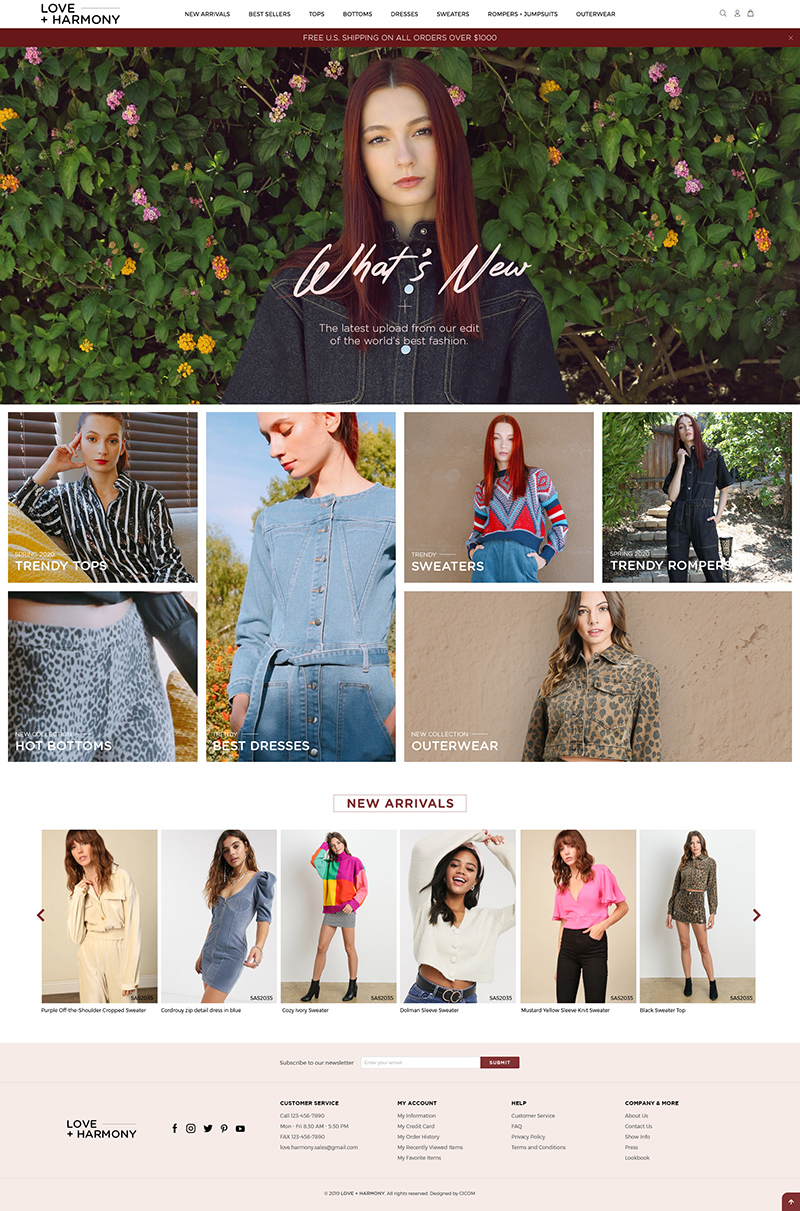 LOVE
+ HARMONY
NEW ARRIVALS
BEST SELLERS
TOPS
BOTTOMS
DRESSES
SWEATERS
ROMPERS + JUMPSUITS
OUTERWEAR
FREE U.S. SHIPPING ON ALL ORDERS OVER $1000
What's New
The latest upload from our edit
of the world's best fashion.
SPRING 2020
TRENDY TOPS
TRENDY
SWEATERS
SPRING 2020
TRENDY ROMPERS
NEW COLLECTION
HOT BOTTOMS
TRENDY
BEST DRESSES
NEW COLLECTION
OUTERWEAR
NEW ARRIVALS
SAS2035
SAS2035
SAS2035
SAS2035
SAS2035
SAS2035
Purple Off-the-Shoulder Cropped Sweater
Cordrouy zip detail dress in blue
Cozy Ivory Sweater
Dolman Sleeve Sweater
Mustard Yellow Sleeve Knit Sweater
Black Sweater Top
Subscribe to our newsletter
Enter your email
SUBMIT
LOVE
+ HARMONY
CUSTOMER SERVICE
Call 123-456-7890
Mon - Fri 8:30 AM - 5:30 PM
FAX 123-456-7890
love.harmony.sales@gmail.com
MY ACCOUNT
My Information
My Credit Card
My Order History
My Recently Viewed Items
My Favorite Items
HELP
Customer Service
FAQ
Privacy Policy
Terms and Conditions
COMPANY & MORE
About Us
Contact Us
Show Info
Press
Lookbook
© 2019 LOVE + HARMONY. All rights reserved. Designed by CICOM